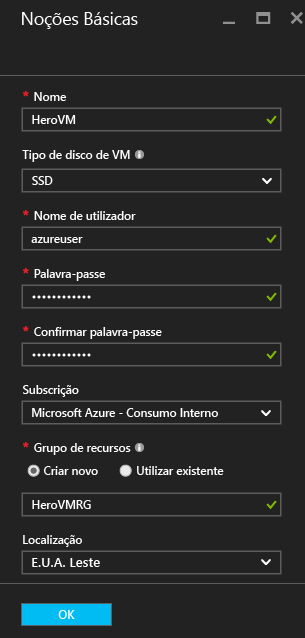 Noções Básicas
* Nome
HeroVM
Tipo de disco de VM
SSD
* Nome de utilizador
azureuser
* Palavra-passe
••••••••••••
* Confirmar palavra-passe
••••••••••••
Subscrição
Microsoft Azure - Consumo Interno
* Grupo de recursos
Criar novo Utilizar existente
HeroVMRG
Localização
E.U.A. Leste
OK